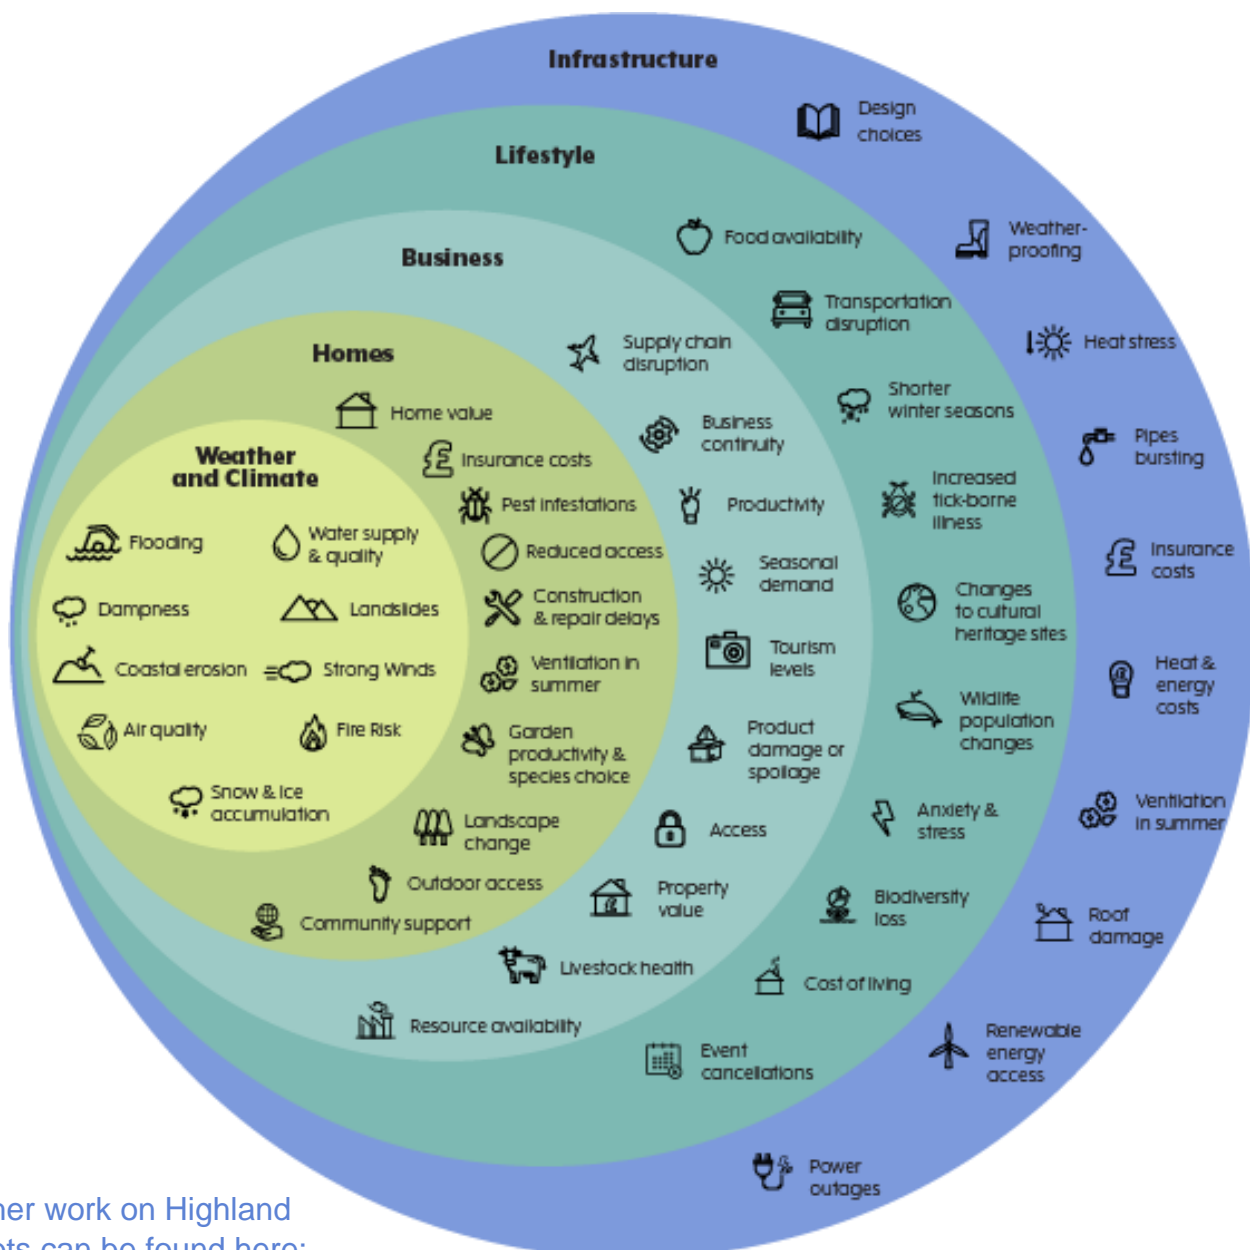 Infrastructure
Design
choices
Weather-
proofing
Heat stress
Pipes
bursting
Insurance
costs
Heat &
energy
costs
Ventilation
in summer
Roof
damage
Renewable
energy
access
Power
outages
Lifestyle
Food availability
Transportation
disruption
Shorter
winter seasons
Increased
tick-borne
illness
Changes
to cultural
heritage sites
Wildlife
population
changes
Anxiety &
stress
Biodiversity
loss
Cost of living
Event
cancellations
Business
Supply chain
disruption
Business
continuity
Productivity
Seasonal
demand
Tourism
levels
Product
damage or
spoilage
Access
Property
value
Livestock health
Resource availability
Homes
Home value
Insurance costs
Pest infestations
Reduced access
Construction
& repair delays
Ventilation in
summer
Garden
productivity &
species choice
Landscape
change
Outdoor access
Community support
Weather
and Climate
Flooding
Water supply
& quality
Dampness
Landslides
Coastal erosion
Strong Winds
Air quality
Fire Risk
Snow & Ice
accumulation
work on Highland
can be found here: